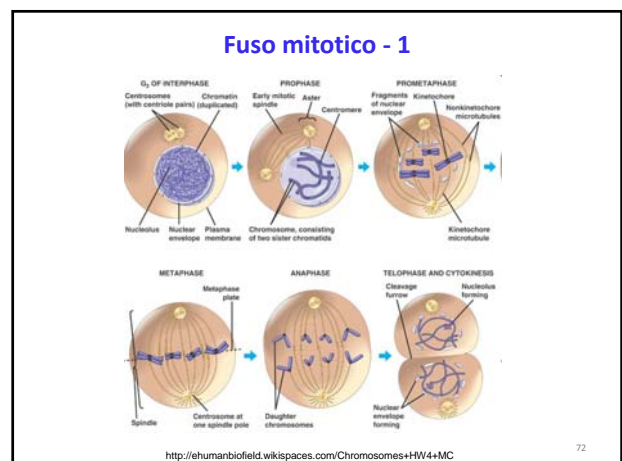 Fuso mitotico - 1
G₂ OF INTERPHASE
Centrosomes
(with centriole pairs)
Chromatin
(duplicated)
Nucleolus
Nuclear
envelope
Plasma
membrane
PROPHASE
Early mitotic
spindle
Aster
Centromere
Chromosome, consisting
of two sister chromatids
PROMETAPHASE
Fragments
of nuclear
envelope
Kinetochore
Nonkinetochore
microtubules
Kinetochore
microtubule
METAPHASE
Metaphase
plate
Spindle
Centrosome at
one spindle pole
ANAPHASE
Daughter
chromosomes
TELOPHASE AND CYTOKINESIS
Cleavage
furrow
Nucleolus
forming
Nuclear
envelope
forming
http://ehumanbiofield.wikispaces.com/Chromosomes+HW4+MC
72